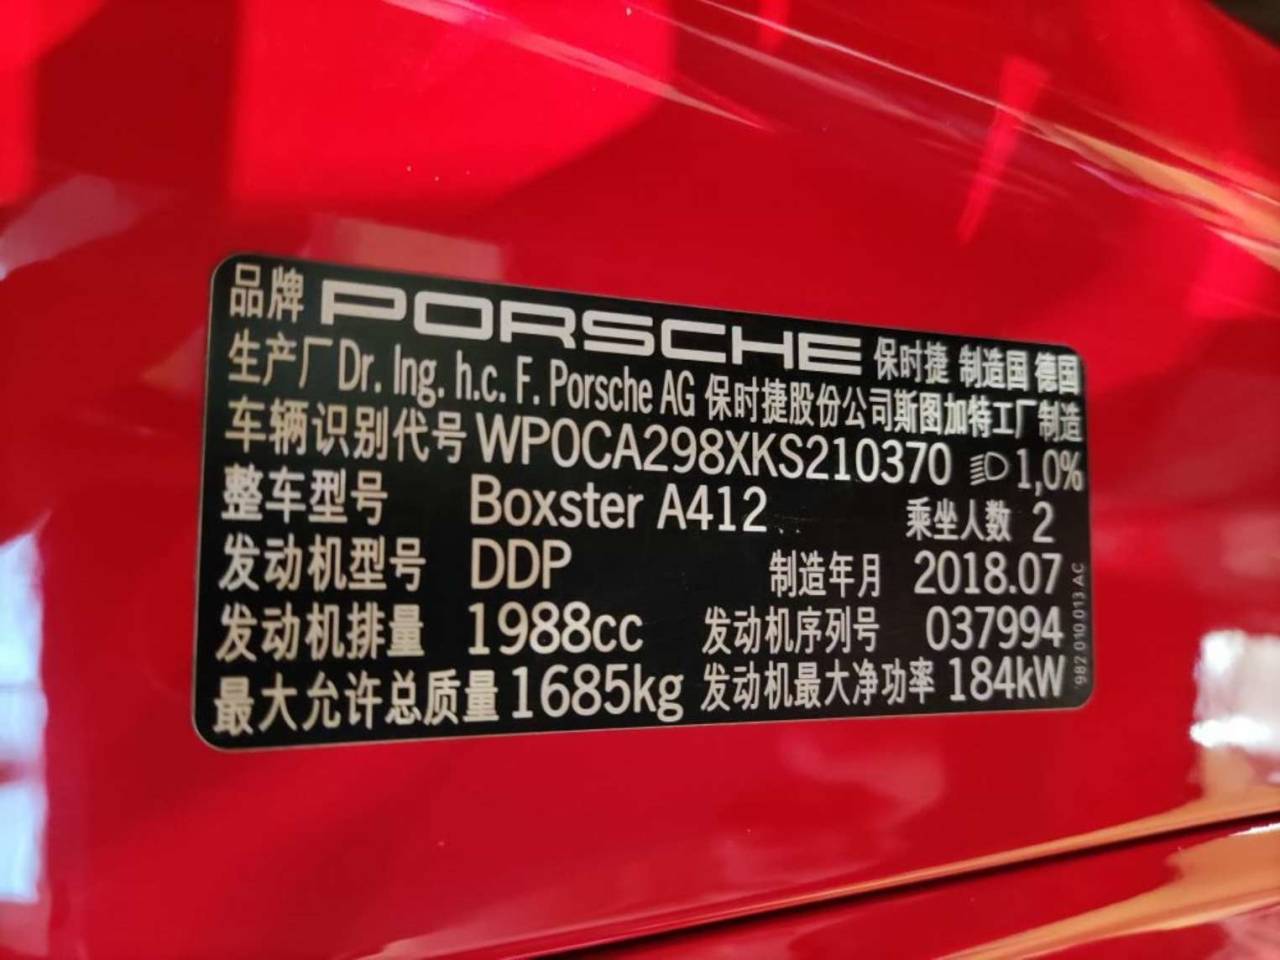 品牌 PORSCHE 保时捷 制造国 德国
生产厂 Dr. Ing. h.c. F. Porsche AG 保时捷股份公司斯图加特工厂制造
车辆识别代号 WP0CA298XKS210370 1,0%
整车型号 Boxster A412 乘坐人数 2
发动机型号 DDP 制造年月 2018.07
发动机排量 1988cc 发动机序列号 037994
最大允许总质量 1685kg 发动机最大净功率 184kW
982.010.013.AC